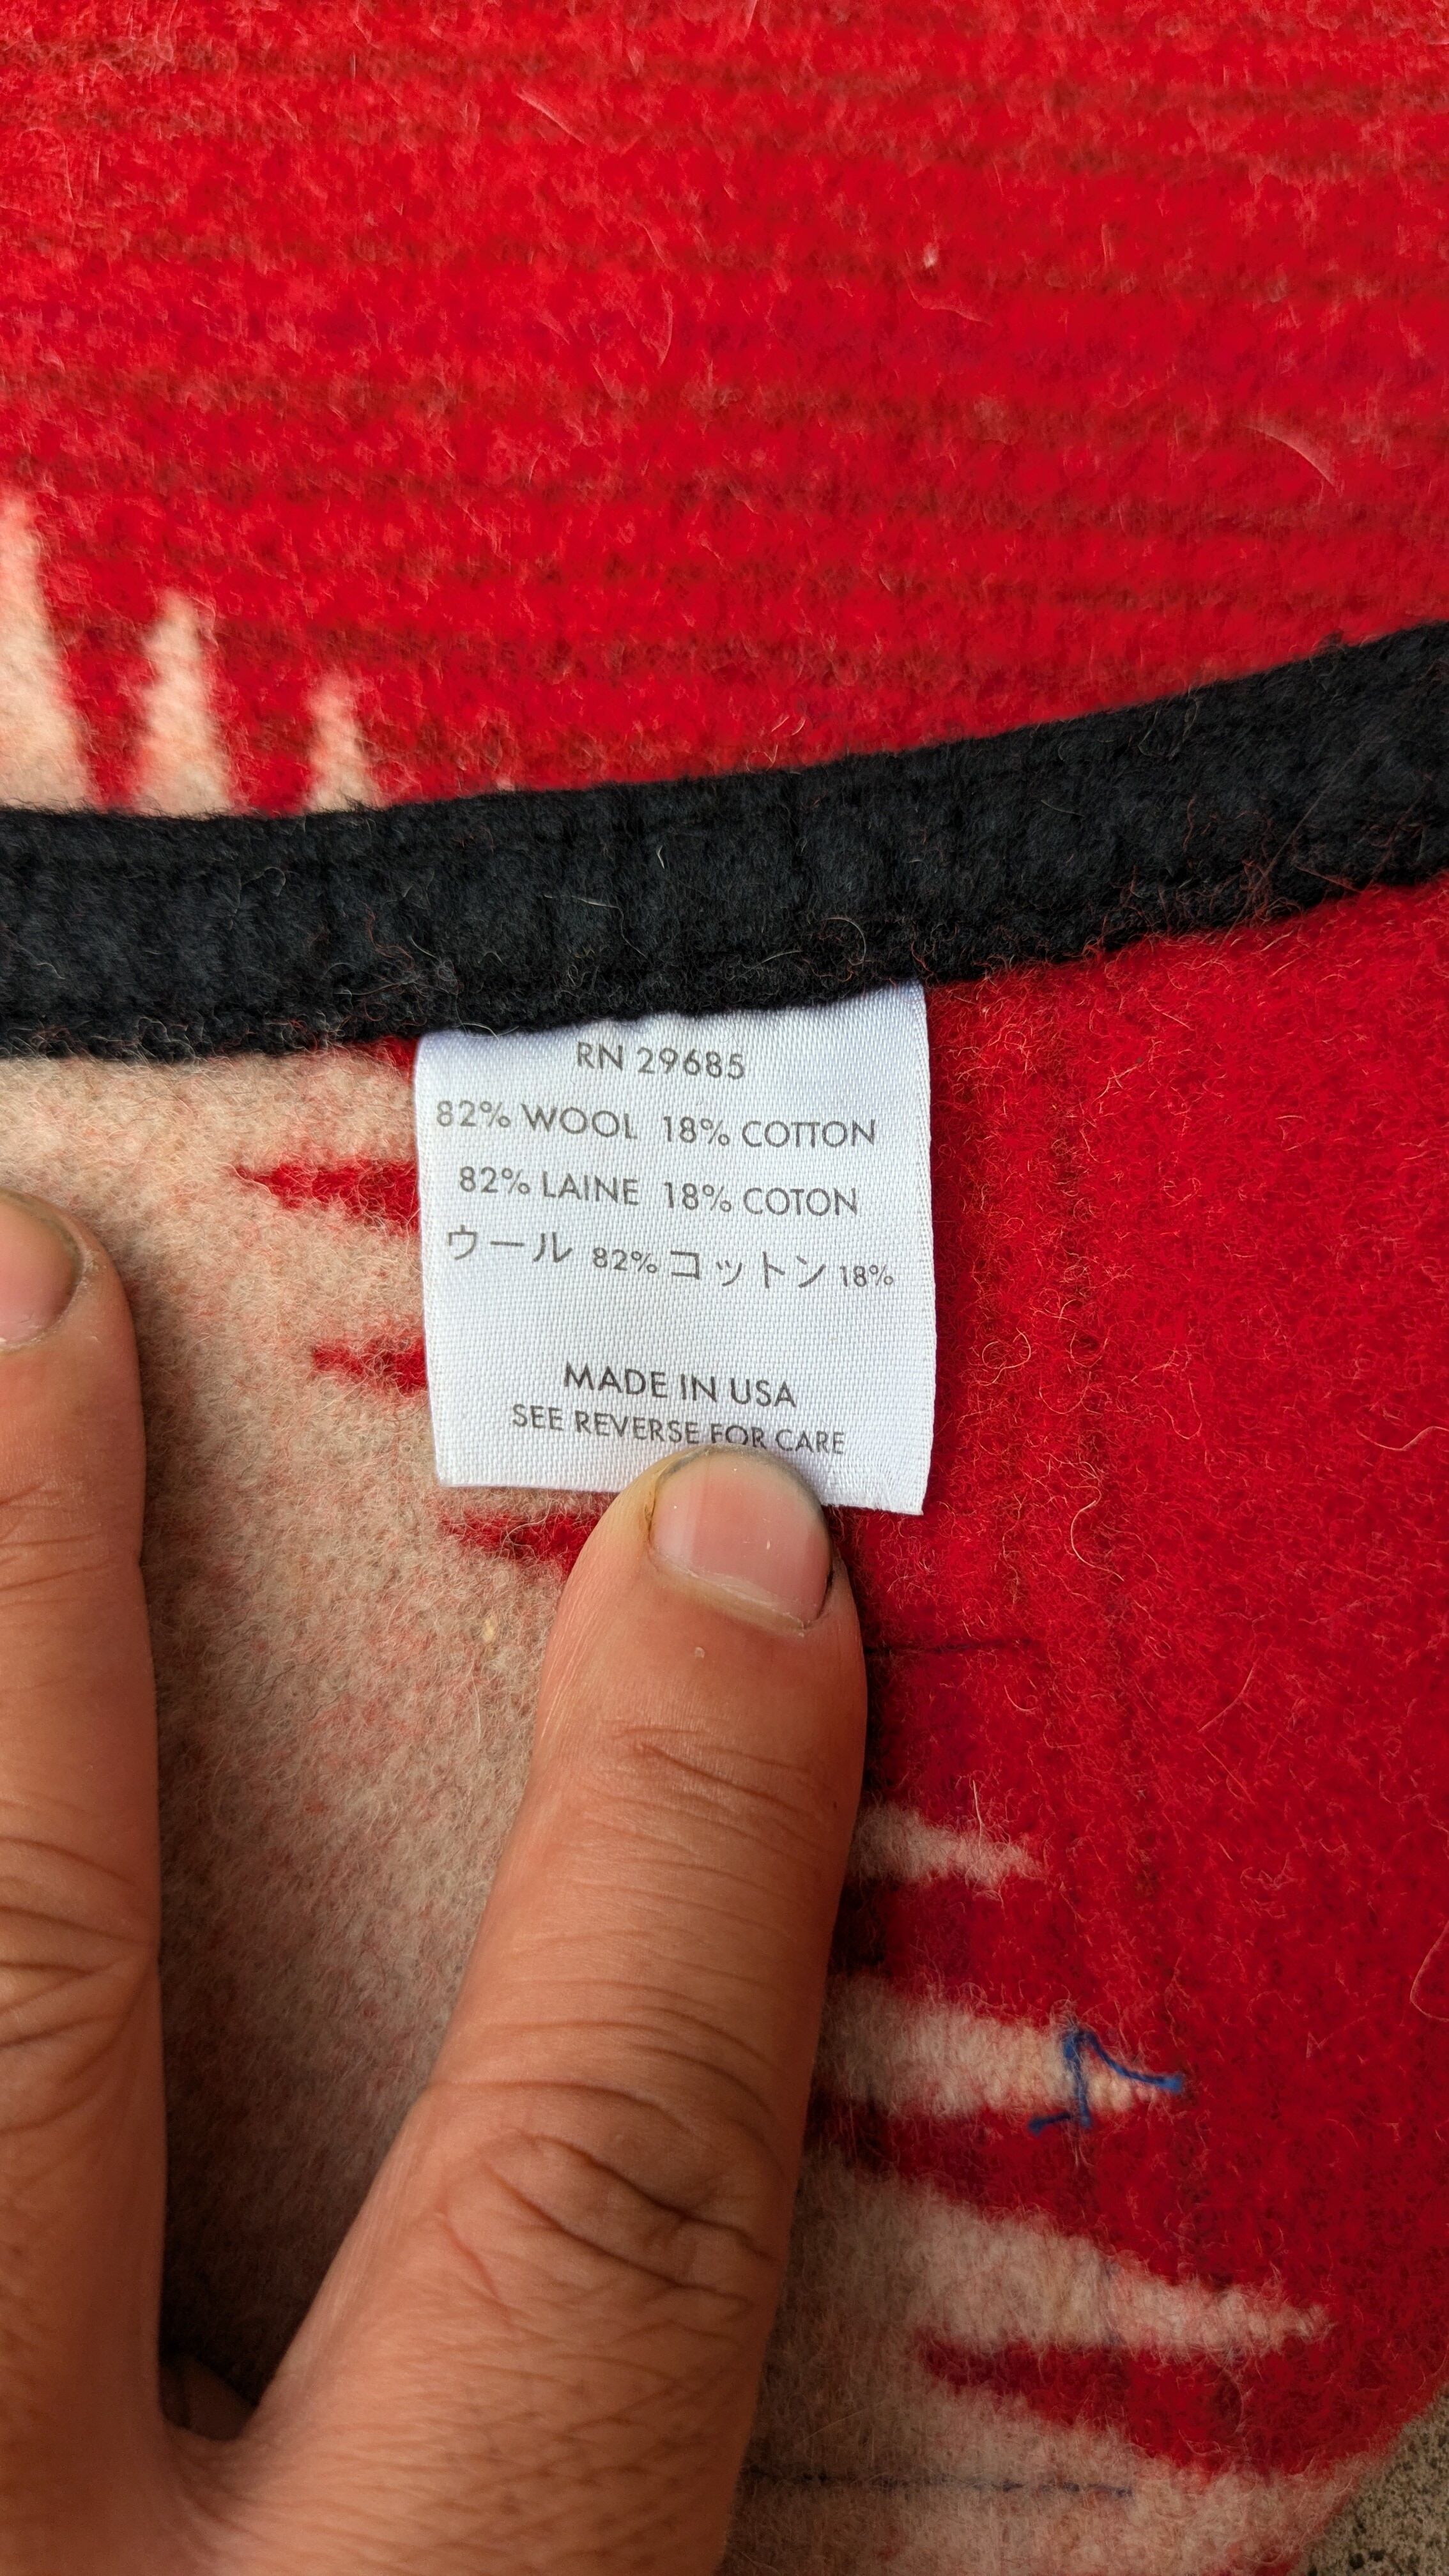 RN 29685
82% WOOL 18% COTTON
82% LAINE 18% COTON
ウール 82% コットン 18%
MADE IN USA
SEE REVERSE FOR CARE